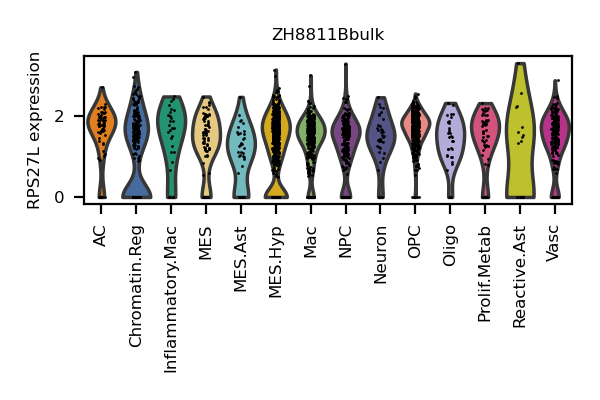 ZH8811Bbulk
RPS27L expression
2
0
AC
Chromatin.Reg
Inflammatory.Mac
MES
MES.Ast
MES.Hyp
Mac
NPC
Neuron
OPC
Oligo
Prolif.Metab
Reactive.Ast
Vasc